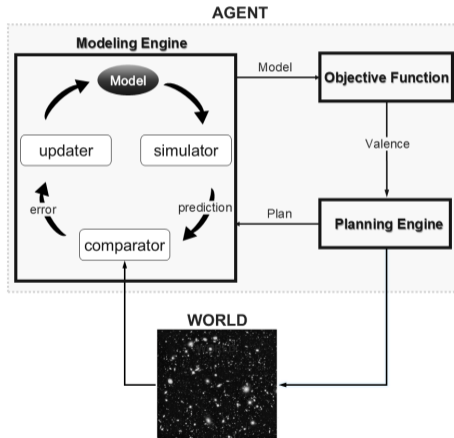 AGENT
Modeling Engine
Model
Model
Objective Function
updater
simulator
Valence
error
prediction
Plan
Planning Engine
comparator
WORLD